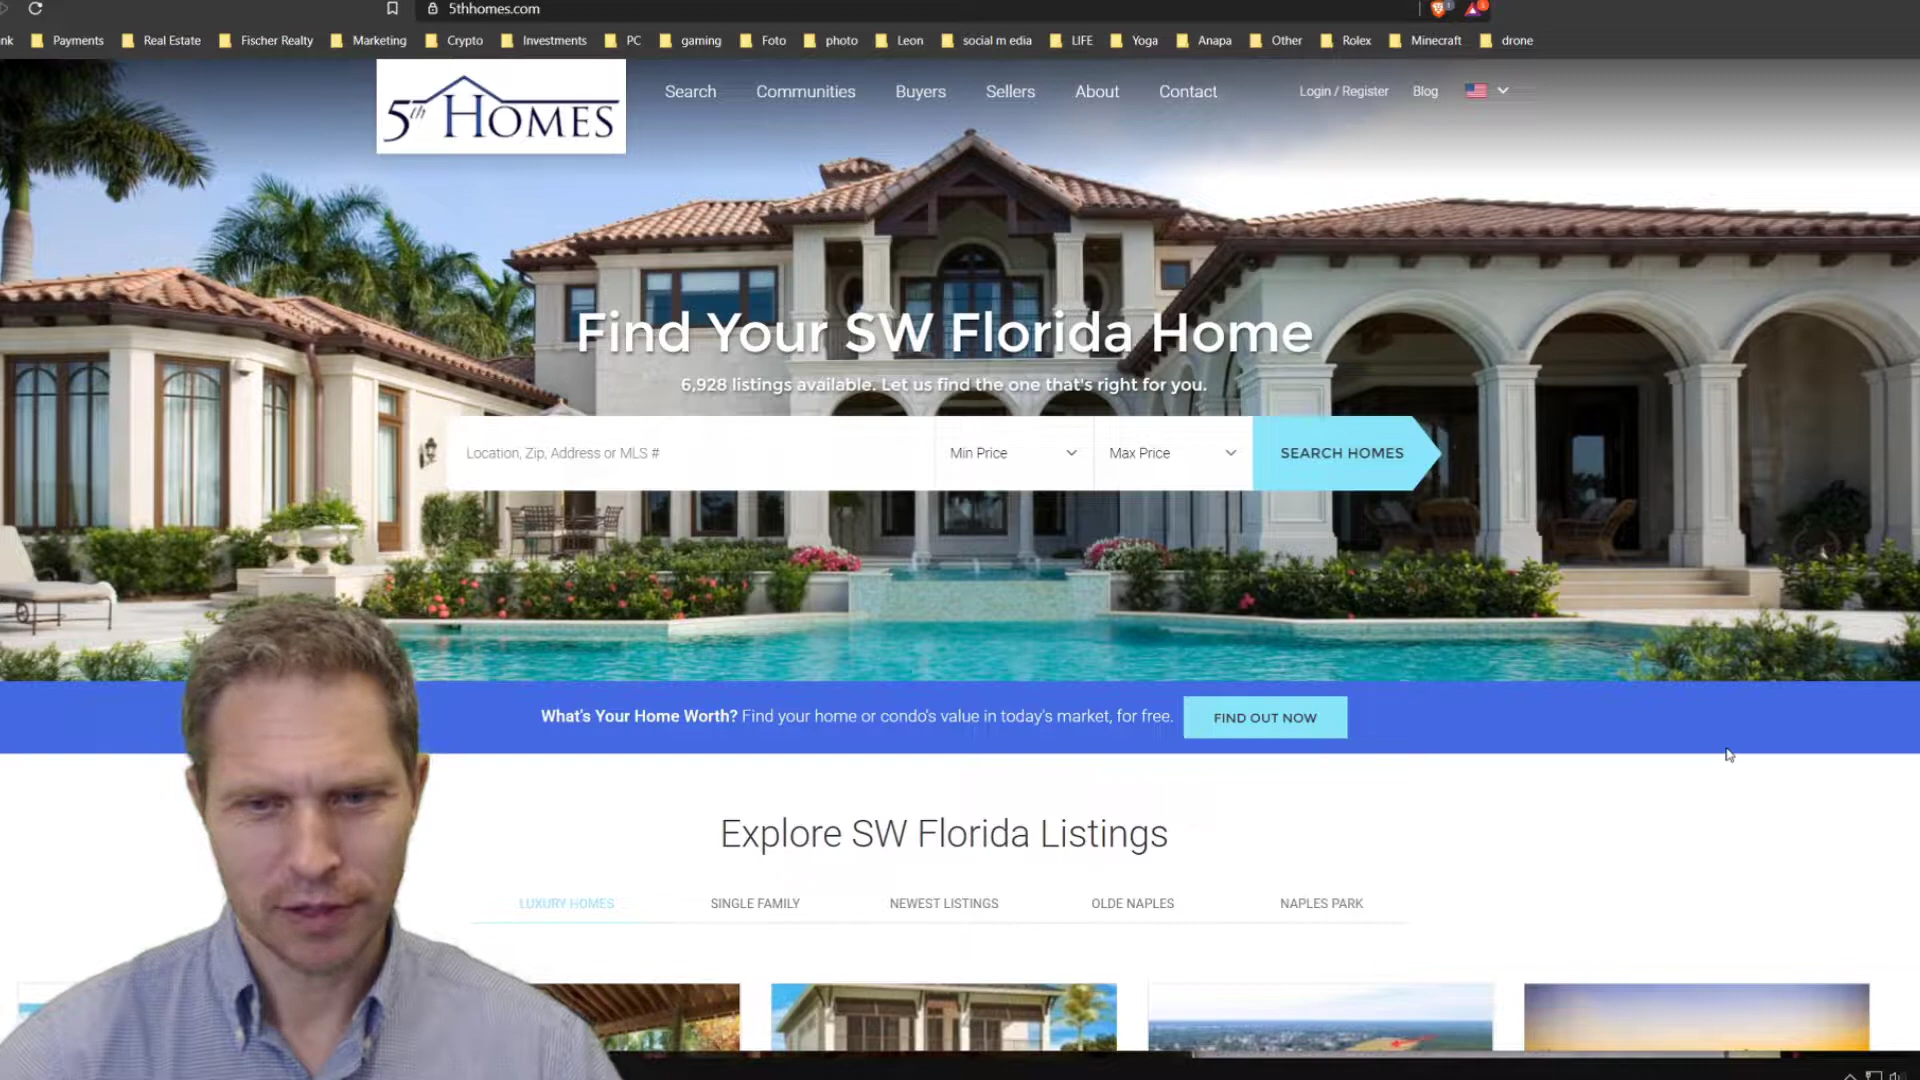 5thhomes.com
nk Payments Real Estate Fischer Realty Marketing Crypto Investments PC gaming Foto photo Leon social m edia LIFE Yoga Anapa Other Rolex Minecraft drone
5th HOMES
Search Communities Buyers Sellers About Contact Login / Register Blog
Find Your SW Florida Home
6,928 listings available. Let us find the one that's right for you.
Location, Zip, Address or MLS # Min Price Max Price SEARCH HOMES
What's Your Home Worth? Find your home or condo's value in today's market, for free. FIND OUT NOW
Explore SW Florida Listings
LUXURY HOMES SINGLE FAMILY NEWEST LISTINGS OLDE NAPLES NAPLES PARK